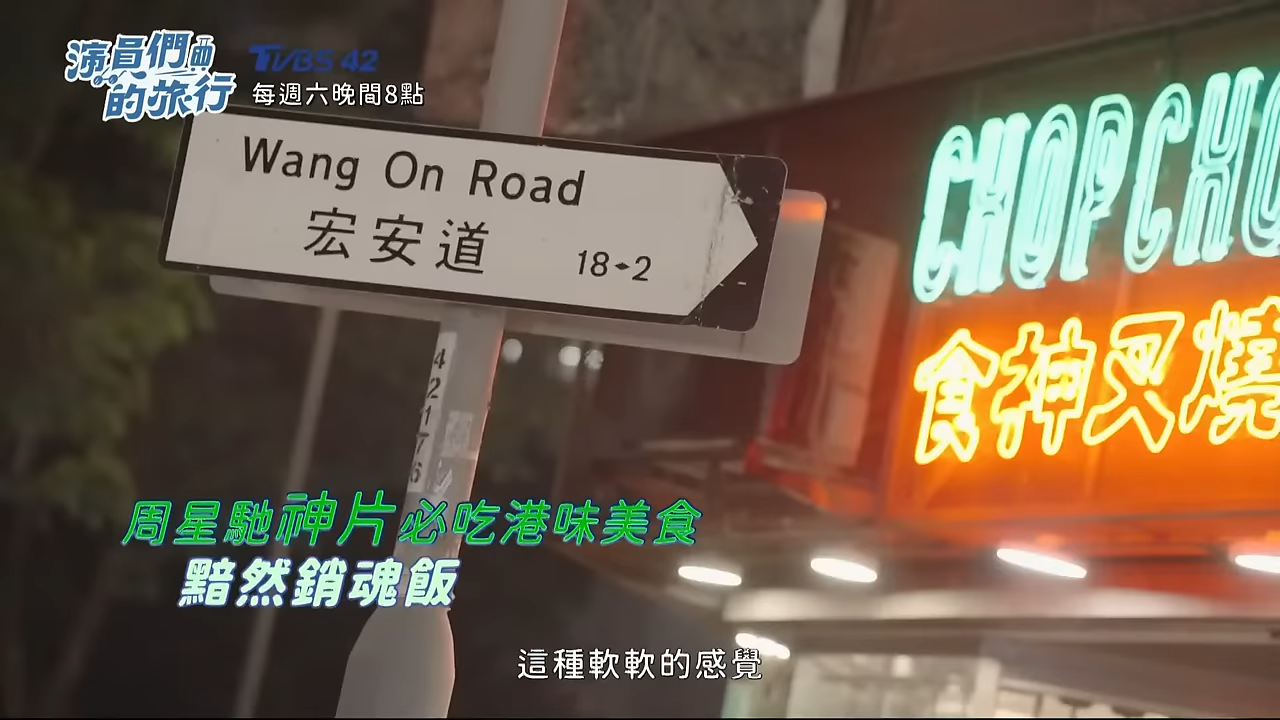 演員們
的旅行
TVBS 42
每週六晚間8點
Wang On Road
宏安道
18-2
CHOPCHO
食神叉燒
42176
周星馳神片必吃港味美食
黯然銷魂飯
這種軟軟的感覺